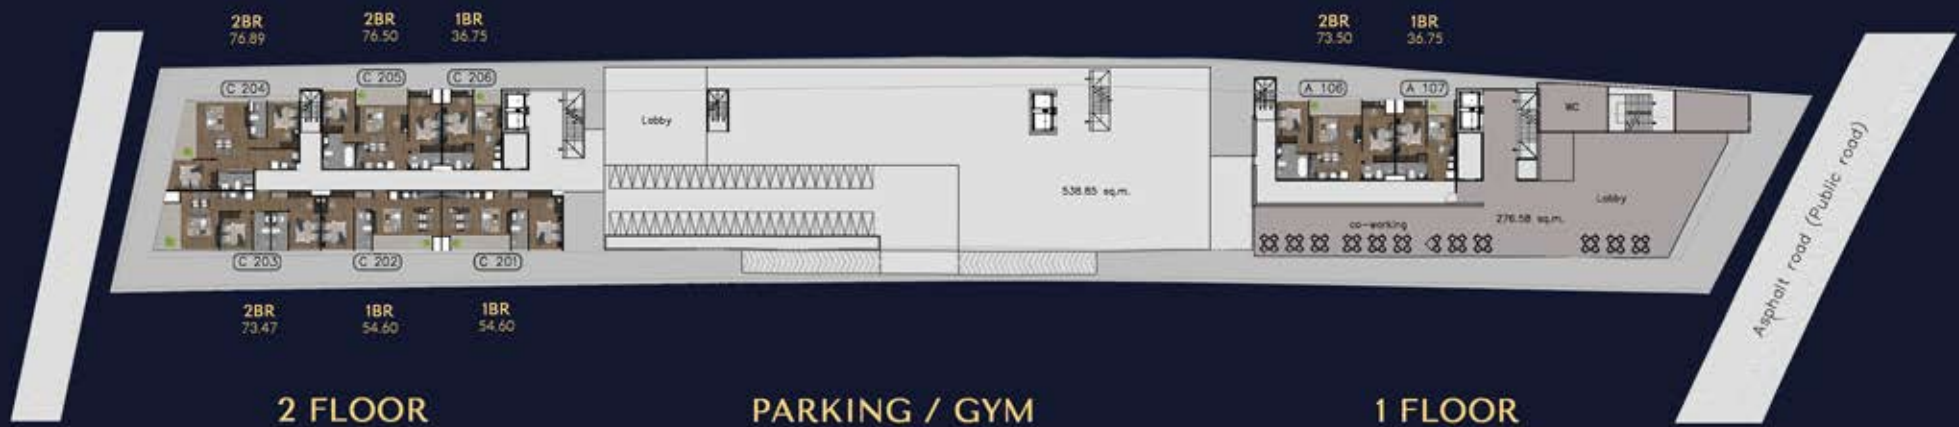 2BR
76.89
2BR
76.50
1BR
36.75
2BR
73.50
1BR
36.75
C 204
C 205
C 206
A 106
A 107
Lobby
WC
538.85 sq.m.
Lobby
276.58 sq.m.
co-working
C 203
C 202
C 201
2BR
73.47
1BR
54.60
1BR
54.60
Asphalt road (Public road)
2 FLOOR
PARKING / GYM
1 FLOOR